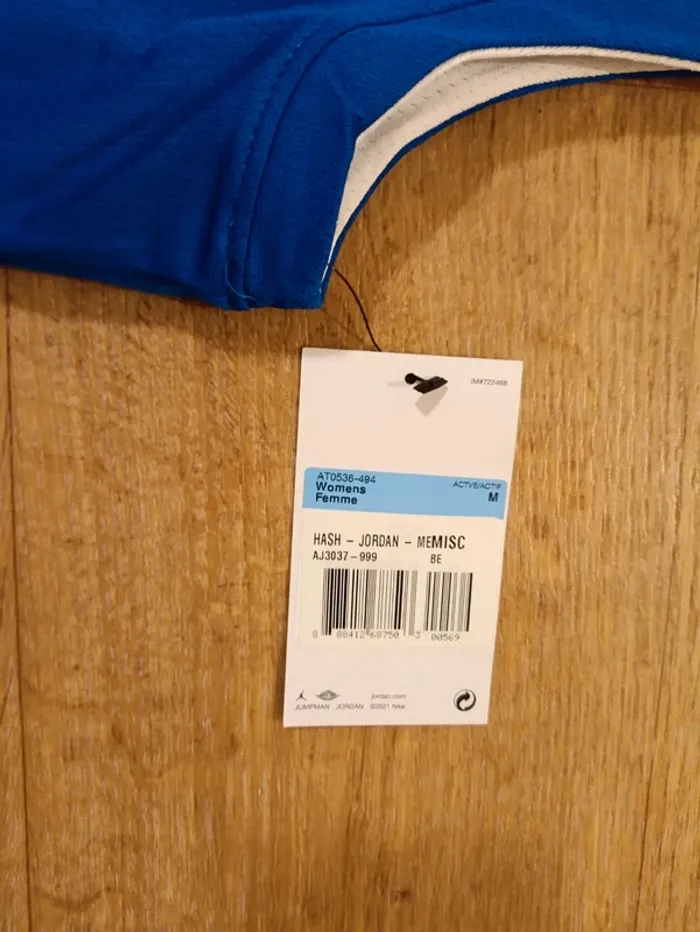 IM#722468
AT0536-494
Womens
Femme
ACTVE/ACTIF
M
HASH - JORDAN - MEMISC
AJ3037-999 BE
8 88412 68750 3 00569
JUMPMAN JORDAN
jordan.com
©2021 Nike